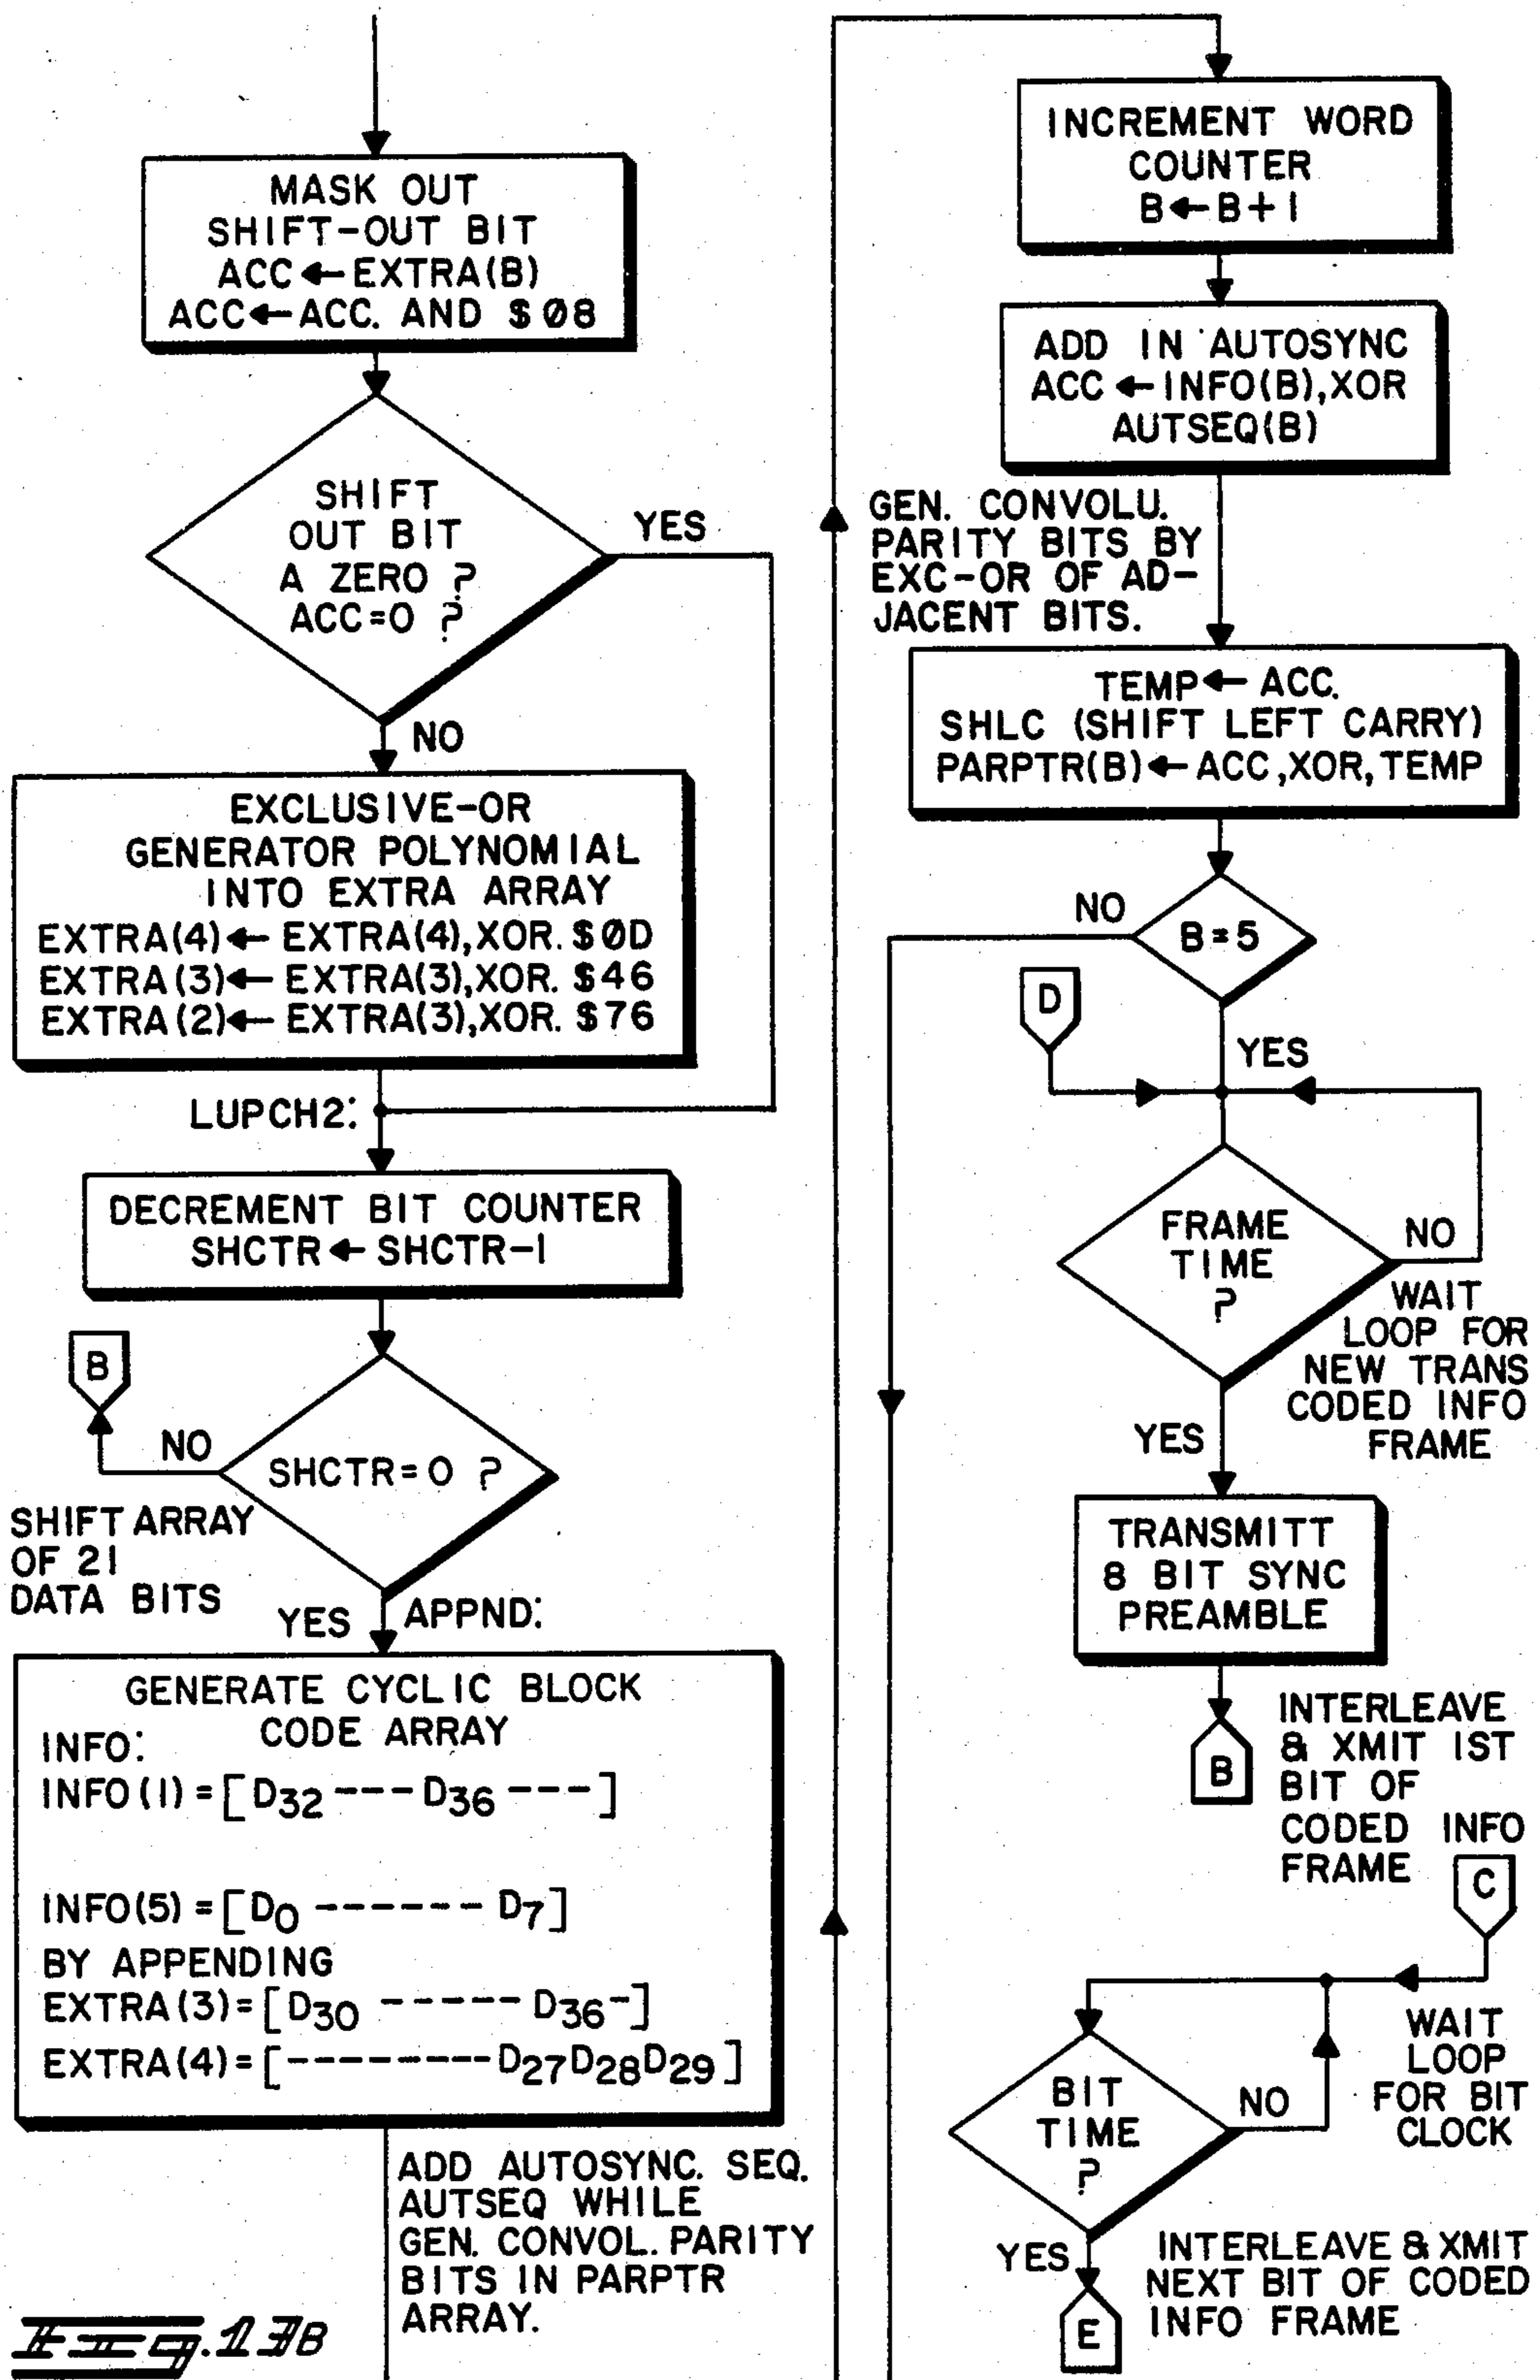 MASK OUT
SHIFT-OUT BIT
ACC←EXTRA(B)
ACC←ACC. AND $08
SHIFT
OUT BIT
A ZERO ?
ACC=0 ?
YES
NO
EXCLUSIVE-OR
GENERATOR POLYNOMIAL
INTO EXTRA ARRAY
EXTRA(4)← EXTRA(4),XOR. $0D
EXTRA(3)← EXTRA(3),XOR. $46
EXTRA(2)← EXTRA(3),XOR. $76
LUPCH2:
DECREMENT BIT COUNTER
SHCTR← SHCTR-1
B
NO
SHCTR=0 ?
SHIFT ARRAY
OF 21
DATA BITS
YES
APPND:
GENERATE CYCLIC BLOCK
CODE ARRAY
INFO:
INFO(1)=[D32 --- D36 ---]
INFO(5)=[D0 ------- D7]
BY APPENDING
EXTRA(3)=[D30 ----- D36-]
EXTRA(4)=[---------D27D28D29]
ADD AUTOSYNC. SEQ.
AUTSEQ WHILE
GEN. CONVOL. PARITY
BITS IN PARPTR
ARRAY.
Fig.13B
INCREMENT WORD
COUNTER
B←B+1
ADD IN AUTOSYNC
ACC ←INFO(B),XOR
AUTSEQ(B)
GEN. CONVOLU.
PARITY BITS BY
EXC-OR OF AD-
JACENT BITS.
TEMP← ACC.
SHLC (SHIFT LEFT CARRY)
PARPTR(B)←ACC,XOR,TEMP
NO
B=5
D
YES
FRAME
TIME
?
NO
WAIT
LOOP FOR
NEW TRANS
CODED INFO
FRAME
YES
TRANSMITT
8 BIT SYNC
PREAMBLE
B
INTERLEAVE
& XMIT 1ST
BIT OF
CODED INFO
FRAME
C
BIT
TIME
?
NO
WAIT
LOOP
FOR BIT
CLOCK
YES
E
INTERLEAVE & XMIT
NEXT BIT OF CODED
INFO FRAME